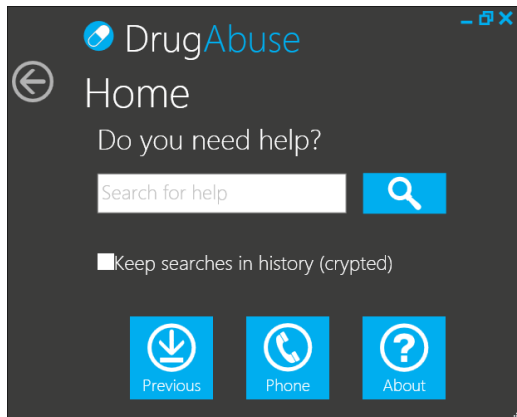 DrugAbuse
Home
Do you need help?
Search for help
Keep searches in history (crypted)
Previous
Phone
About